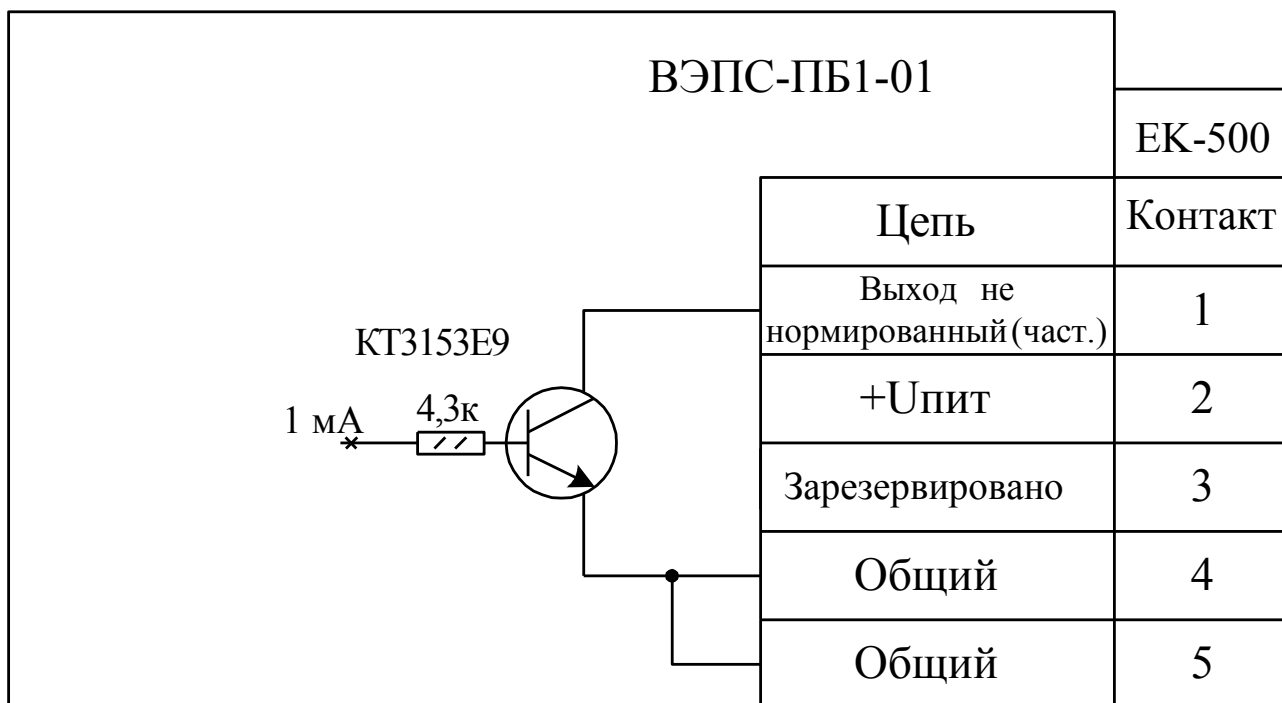 ВЭПС-ПБ1-01
EK-500
Цепь
Контакт
Выход не
нормированный (част.)
1
КТ3153Е9
+Uпит
2
1 мА
4,3к
Зарезервировано
3
Общий
4
Общий
5